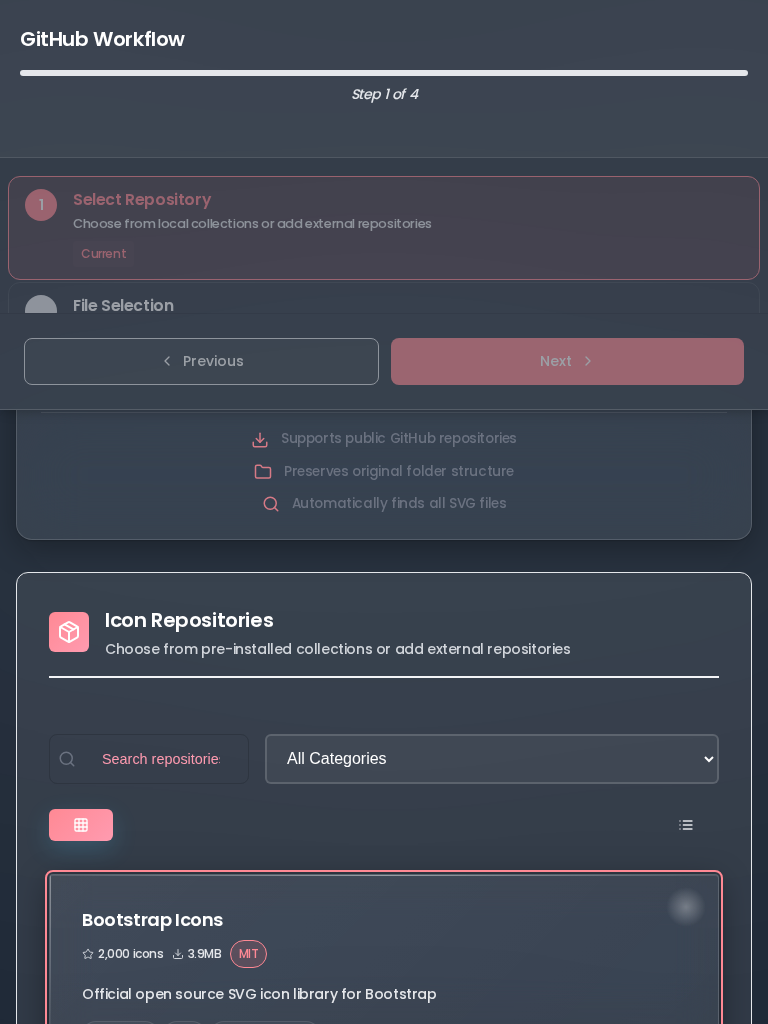 GitHub Workflow
Step 1 of 4
1
Select Repository
Choose from local collections or add external repositories
Current
File Selection
Previous
Next
Supports public GitHub repositories
Preserves original folder structure
Automatically finds all SVG files
Icon Repositories
Choose from pre-installed collections or add external repositories
Search repositories
All Categories
Bootstrap Icons
2,000 icons 3.9MB MIT
Official open source SVG icon library for Bootstrap